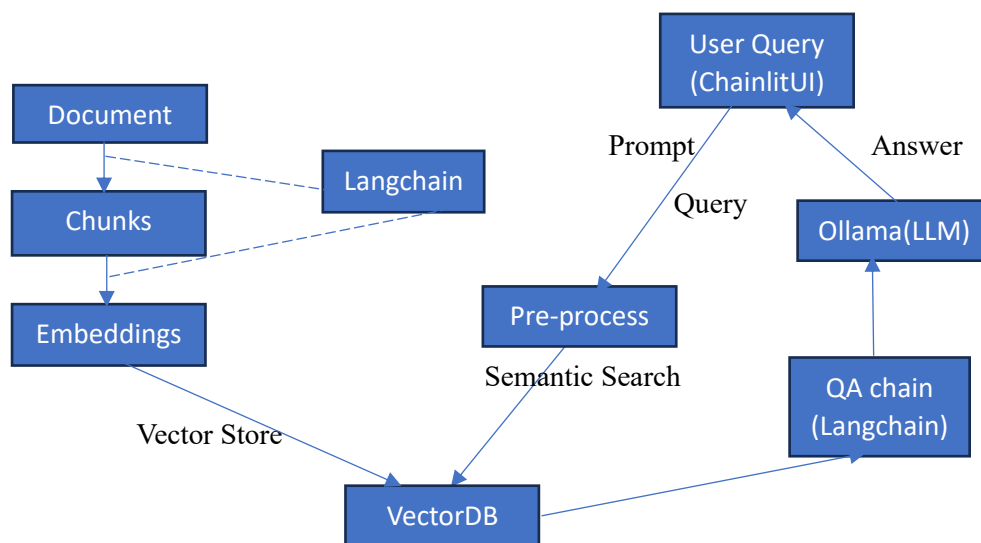 User Query
(ChainlitUI)
Document
Prompt
Answer
Langchain
Chunks
Query
Ollama(LLM)
Embeddings
Pre-process
Semantic Search
QA chain
(Langchain)
Vector Store
VectorDB